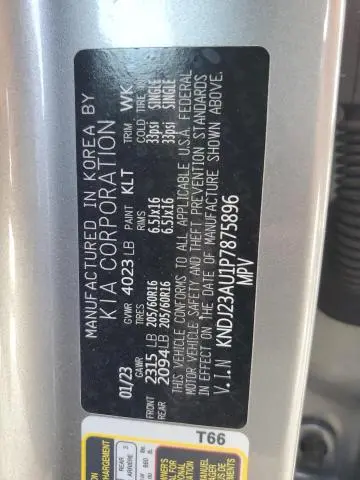 MANUFACTURED IN KOREA BY
KIA CORPORATION
01/23 GVWR 4023 LB PAINT KLT TRIM WK
GAWR TIRES RIMS COLD TIRE
FRONT 2315 LB 205/60R16 6.5Jx16 33psi SINGLE
REAR 2094 LB 205/60R16 6.5Jx16 33psi SINGLE
THIS VEHICLE CONFORMS TO ALL APPLICABLE U.S.A. FEDERAL
MOTOR VEHICLE SAFETY AND THEFT PREVENTION STANDARDS
IN EFFECT ON THE DATE OF MANUFACTURE SHOWN ABOVE.
V.I.N KNDJ23AU1P7875896
MPV
T66
REAR
ARRIÈRE